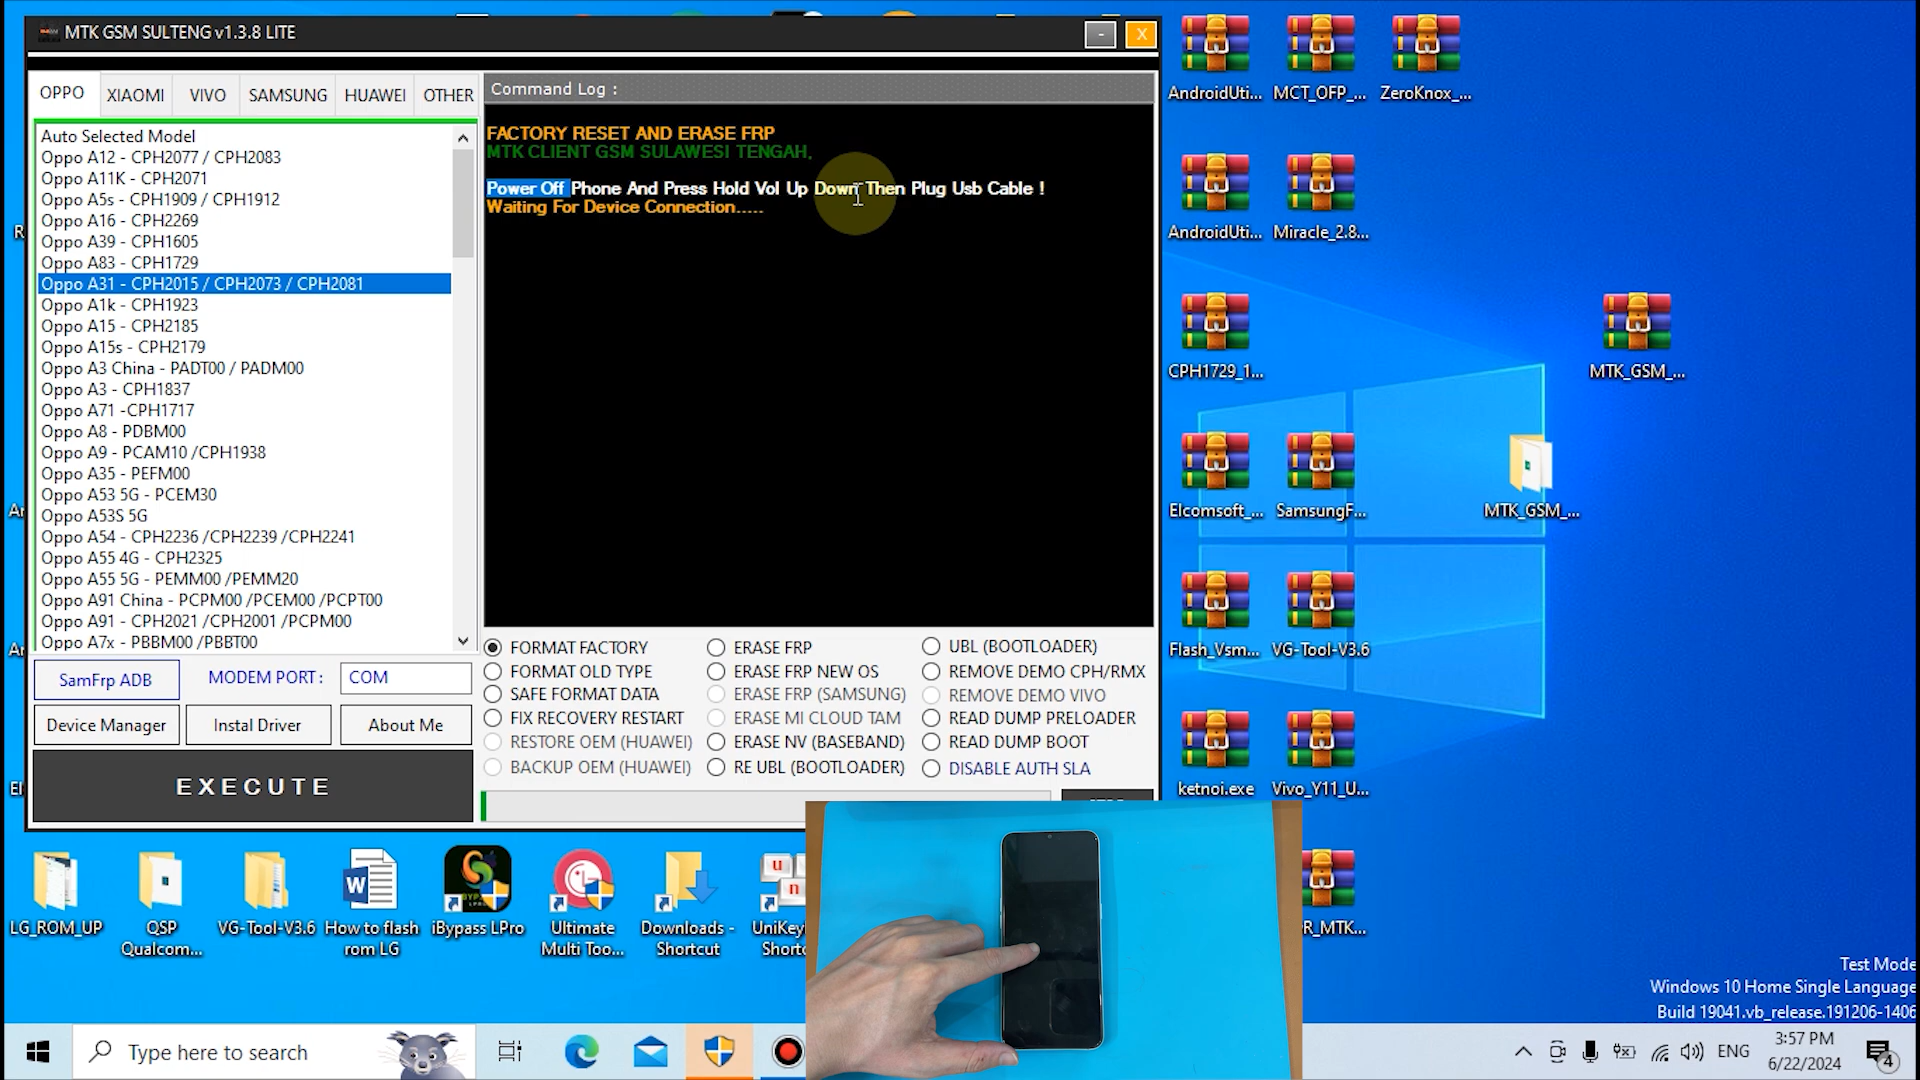 MTK GSM SULTENG v1.3.8 LITE
-
X
OPPO
XIAOMI
VIVO
SAMSUNG
HUAWEI
OTHER
Auto Selected Model
Oppo A12 - CPH2077 / CPH2083
Oppo A11K - CPH2071
Oppo A5s - CPH1909 / CPH1912
Oppo A16 - CPH2269
Oppo A39 - CPH1605
Oppo A83 - CPH1729
Oppo A31 - CPH2015 / CPH2073 / CPH2081
Oppo A1k - CPH1923
Oppo A15 - CPH2185
Oppo A15s - CPH2179
Oppo A3 China - PADT00 / PADM00
Oppo A3 - CPH1837
Oppo A71 -CPH1717
Oppo A8 - PDBM00
Oppo A9 - PCAM10 /CPH1938
Oppo A35 - PEFM00
Oppo A53 5G - PCEM30
Oppo A53S 5G
Oppo A54 - CPH2236 /CPH2239 /CPH2241
Oppo A55 4G - CPH2325
Oppo A55 5G - PEMM00 /PEMM20
Oppo A91 China - PCPM00 /PCEM00 /PCPT00
Oppo A91 - CPH2021 /CPH2001 /PCPM00
Oppo A7x - PBBM00 /PBBT00
SamFrp ADB
MODEM PORT :
COM
Device Manager
Instal Driver
About Me
EXECUTE
Command Log :
FACTORY RESET AND ERASE FRP
MTK CLIENT GSM SULAWESI TENGAH,
Power Off Phone And Press Hold Vol Up Down Then Plug Usb Cable !
Waiting For Device Connection.....
FORMAT FACTORY
FORMAT OLD TYPE
SAFE FORMAT DATA
FIX RECOVERY RESTART
RESTORE OEM (HUAWEI)
BACKUP OEM (HUAWEI)
ERASE FRP
ERASE FRP NEW OS
ERASE FRP (SAMSUNG)
ERASE MI CLOUD TAM
ERASE NV (BASEBAND)
RE UBL (BOOTLOADER)
UBL (BOOTLOADER)
REMOVE DEMO CPH/RMX
REMOVE DEMO VIVO
READ DUMP PRELOADER
READ DUMP BOOT
DISABLE AUTH SLA
AndroidUti...
MCT_OFP_...
ZeroKnox_...
AndroidUti...
Miracle_2.8...
CPH1729_1...
MTK_GSM_...
Elcomsoft_...
SamsungF...
MTK_GSM_...
Flash_Vsm...
VG-Tool-V3.6
ketnoi.exe
Vivo_Y11_U...
R_MTK...
LG_ROM_UP
QSP
Qualcom...
VG-Tool-V3.6
How to flash
rom LG
iBypass LPro
Ultimate
Multi Too...
Downloads -
Shortcut
UniKey
Shortc
Test Mode
Windows 10 Home Single Language
Build 19041.vb_release.191206-1406
Type here to search
ENG
3:57 PM
6/22/2024
4